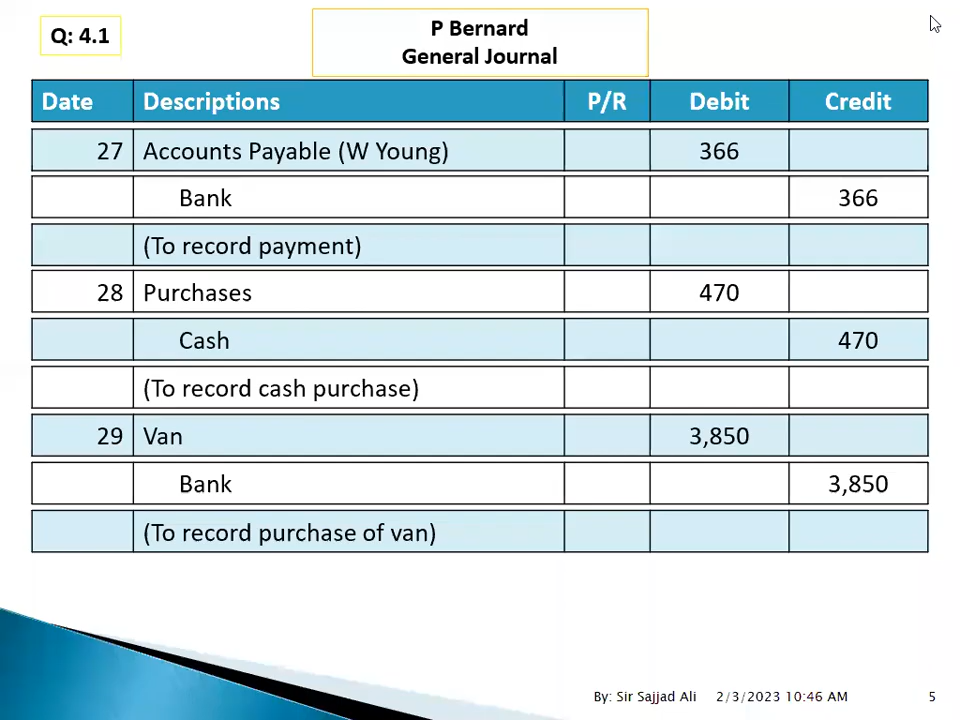 Q: 4.1
P Bernard
General Journal
Date Descriptions P/R Debit Credit
27 Accounts Payable (W Young) 366
Bank 366
(To record payment)
28 Purchases 470
Cash 470
(To record cash purchase)
29 Van 3,850
Bank 3,850
(To record purchase of van)
By: Sir Sajjad Ali 2/3/2023 10:46 AM 5